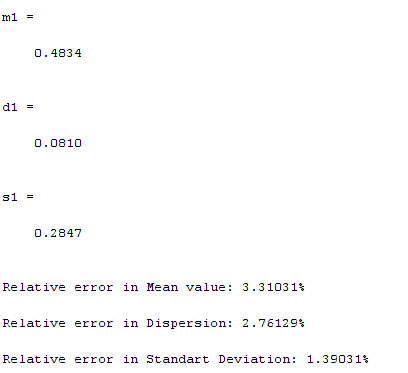 m1 =
0.4834
d1 =
0.0810
s1 =
0.2847
Relative error in Mean value: 3.31031%
Relative error in Dispersion: 2.76129%
Relative error in Standart Deviation: 1.39031%